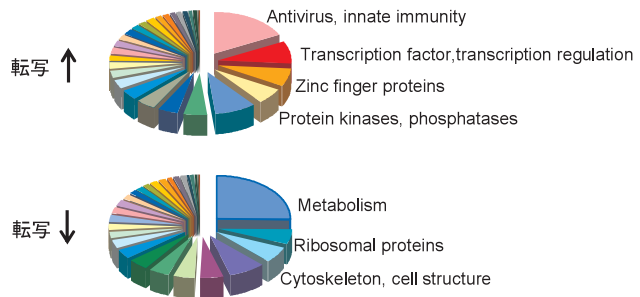 Antivirus, innate immunity
転写 ↑
Transcription factor,transcription regulation
Zinc finger proteins
Protein kinases, phosphatases
Metabolism
転写 ↓
Ribosomal proteins
Cytoskeleton, cell structure